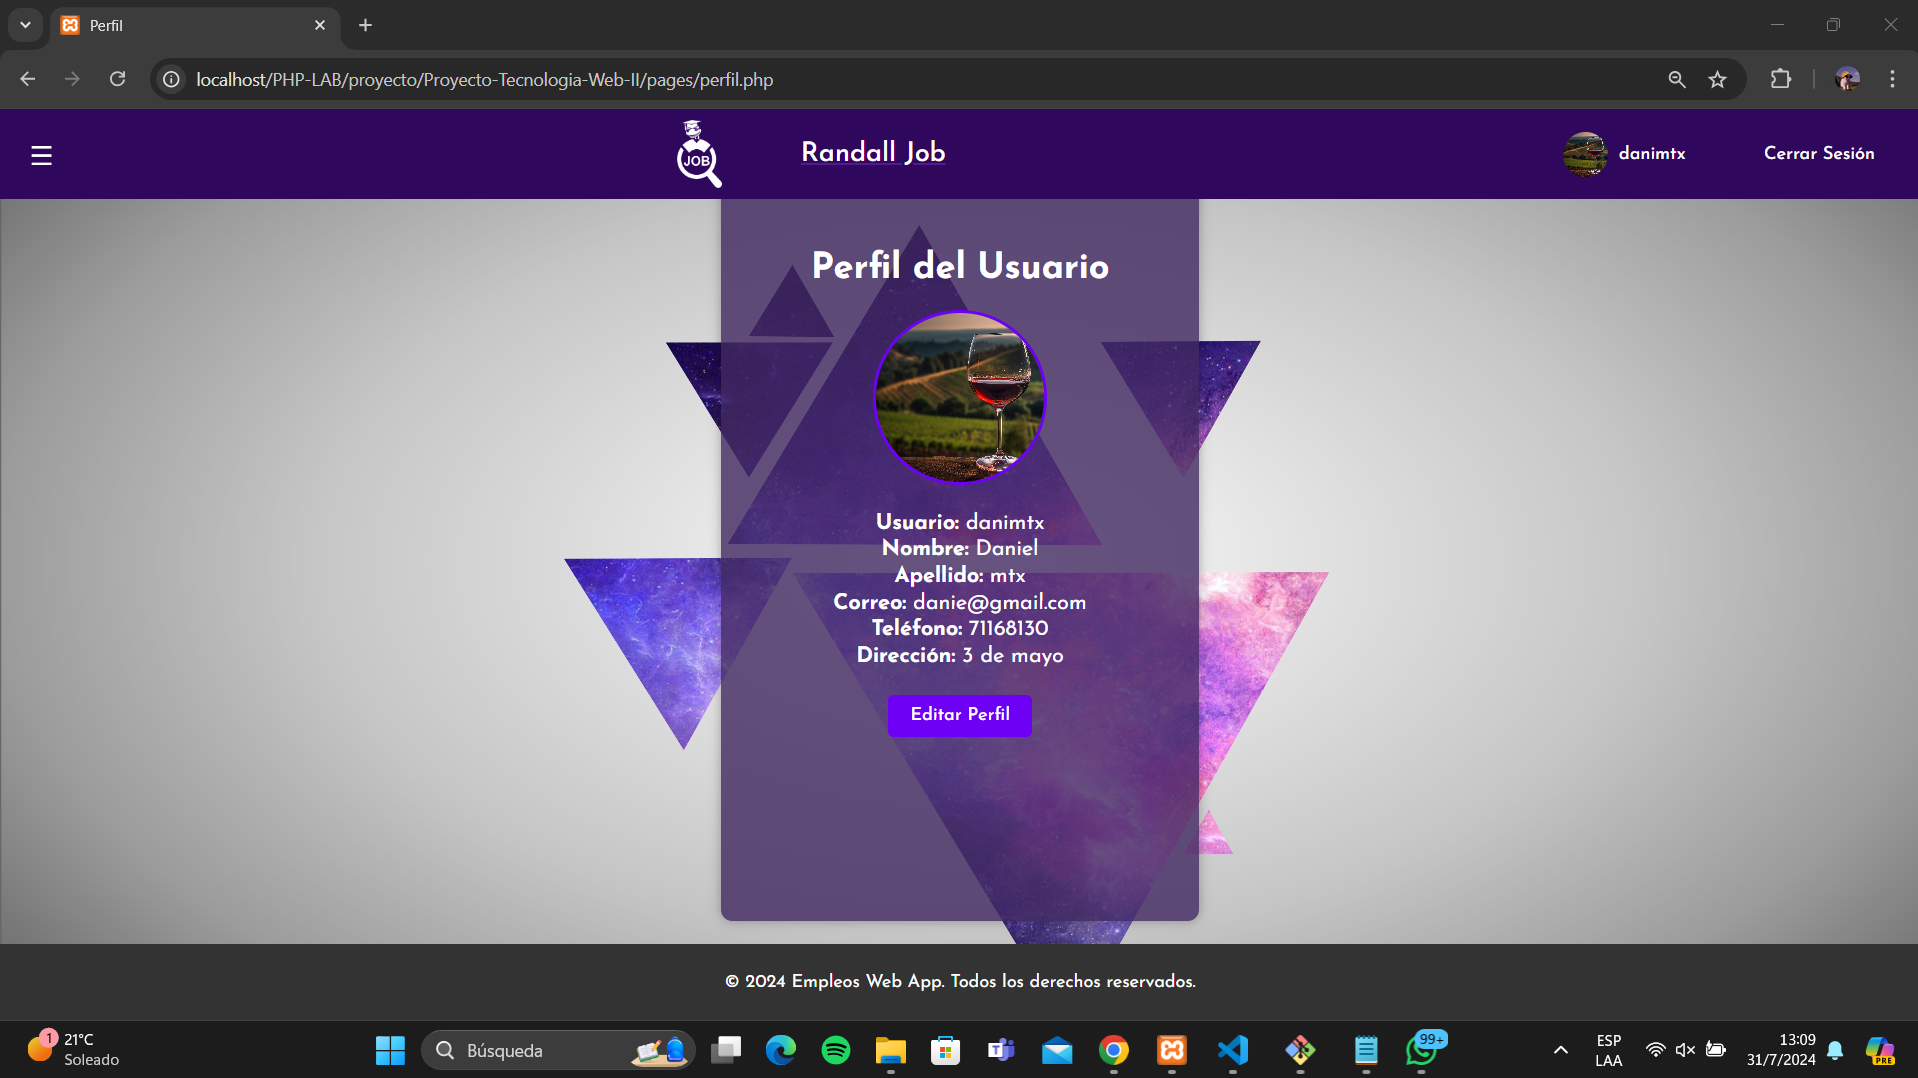 Perfil
localhost/PHP-LAB/proyecto/Proyecto-Tecnologia-Web-II/pages/perfil.php
JOB
Randall Job
danimtx
Cerrar Sesión
Perfil del Usuario
Usuario: danimtx
Nombre: Daniel
Apellido: mtx
Correo: danie@gmail.com
Teléfono: 71168130
Dirección: 3 de mayo
Editar Perfil
© 2024 Empleos Web App. Todos los derechos reservados.
1
21°C
Soleado
Búsqueda
T
99+
ESP
LAA
13:09
31/7/2024
PRE